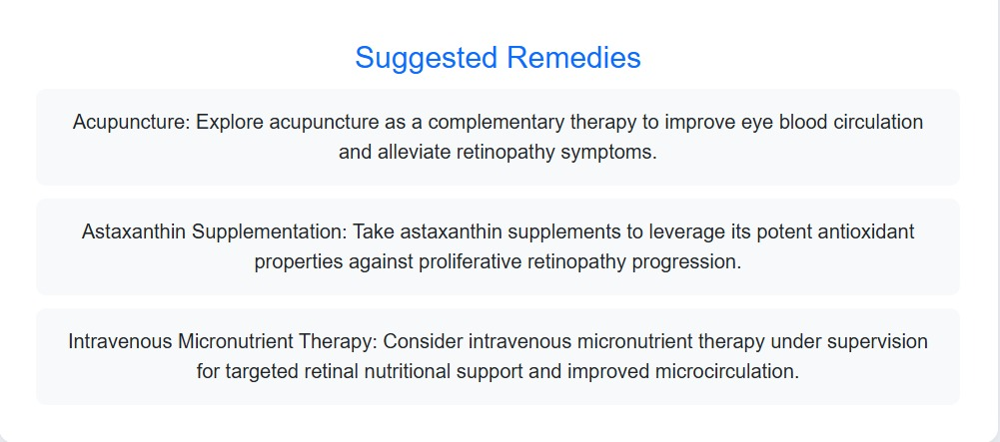 Suggested Remedies
Acupuncture: Explore acupuncture as a complementary therapy to improve eye blood circulation
and alleviate retinopathy symptoms.
Astaxanthin Supplementation: Take astaxanthin supplements to leverage its potent antioxidant
properties against proliferative retinopathy progression.
Intravenous Micronutrient Therapy: Consider intravenous micronutrient therapy under supervision
for targeted retinal nutritional support and improved microcirculation.